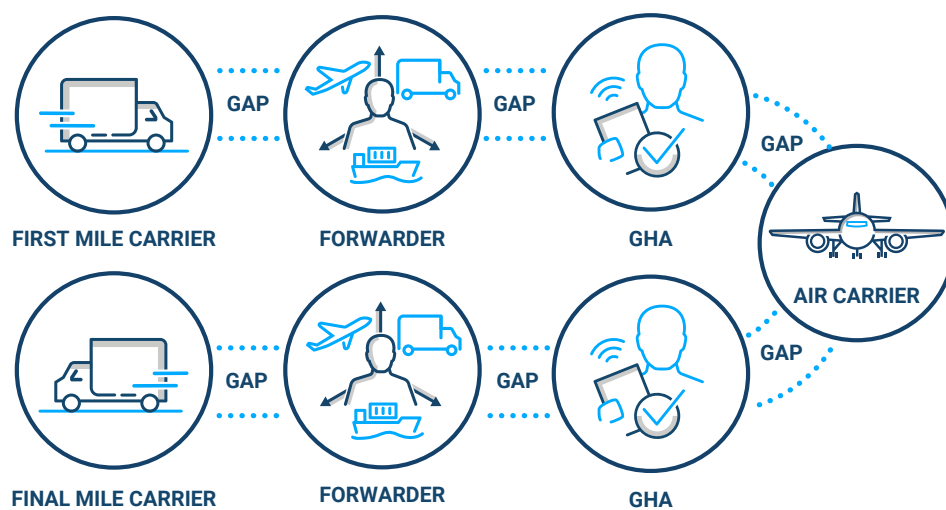 GAP
GAP
GAP
FIRST MILE CARRIER
FORWARDER
GHA
AIR CARRIER
GAP
GAP
GAP
FINAL MILE CARRIER
FORWARDER
GHA